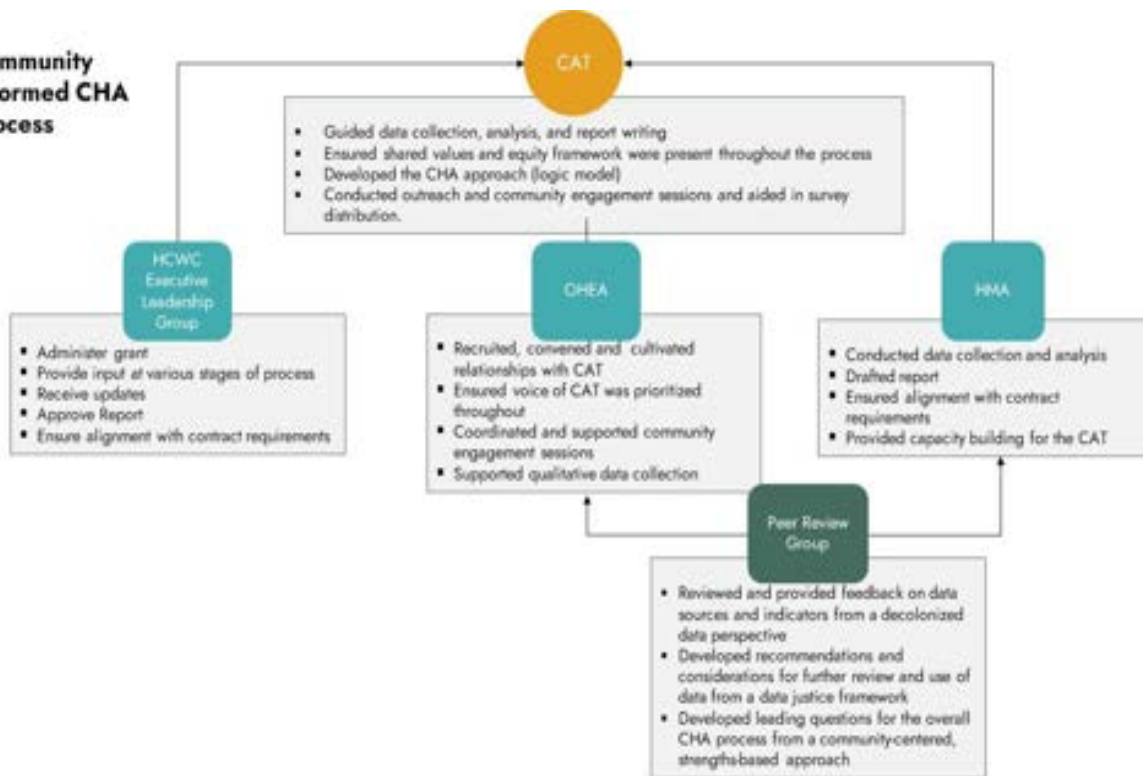 mmunity
ormed CHA
ocess
CAT
▪ Guided data collection, analysis, and report writing
▪ Ensured shared values and equity framework were present throughout the process
▪ Developed the CHA approach (logic model)
▪ Conducted outreach and community engagement sessions and aided in survey
distribution.
HCWC
Executive
Leadership
Group
▪ Administer grant
▪ Provide input at various stages of process
▪ Receive updates
▪ Approve Report
▪ Ensure alignment with contract requirements
OHEA
▪ Recruited, convened and cultivated
relationships with CAT
▪ Ensured voice of CAT was prioritized
throughout
▪ Coordinated and supported community
engagement sessions
▪ Supported qualitative data collection
HMA
▪ Conducted data collection and analysis
▪ Drafted report
▪ Ensured alignment with contract
requirements
▪ Provided capacity building for the CAT
Peer Review
Group
▪ Reviewed and provided feedback on data
sources and indicators from a decolonized
data perspective
▪ Developed recommendations and
considerations for further review and use of
data from a data justice framework
▪ Developed leading questions for the overall
CHA process from a community-centered,
strengths-based approach